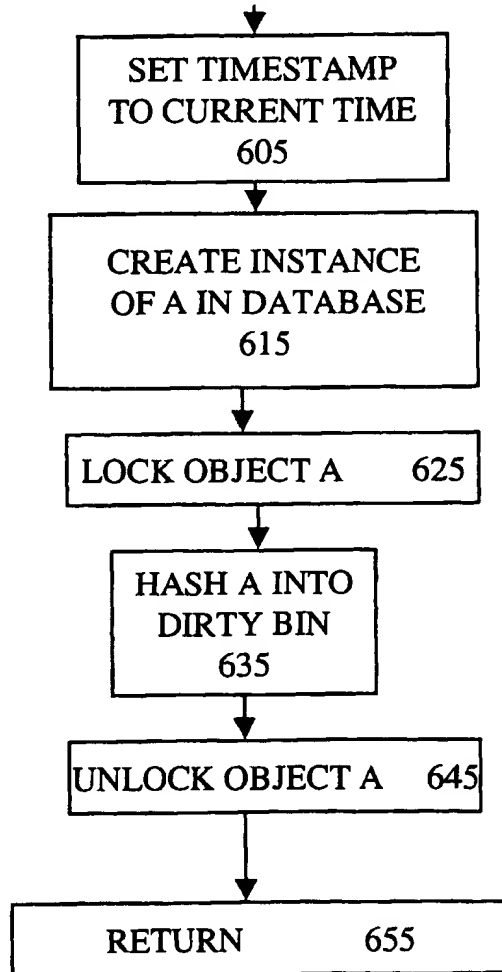 SET TIMESTAMP
TO CURRENT TIME
605
CREATE INSTANCE
OF A IN DATABASE
615
LOCK OBJECT A 625
HASH A INTO
DIRTY BIN
635
UNLOCK OBJECT A 645
RETURN 655